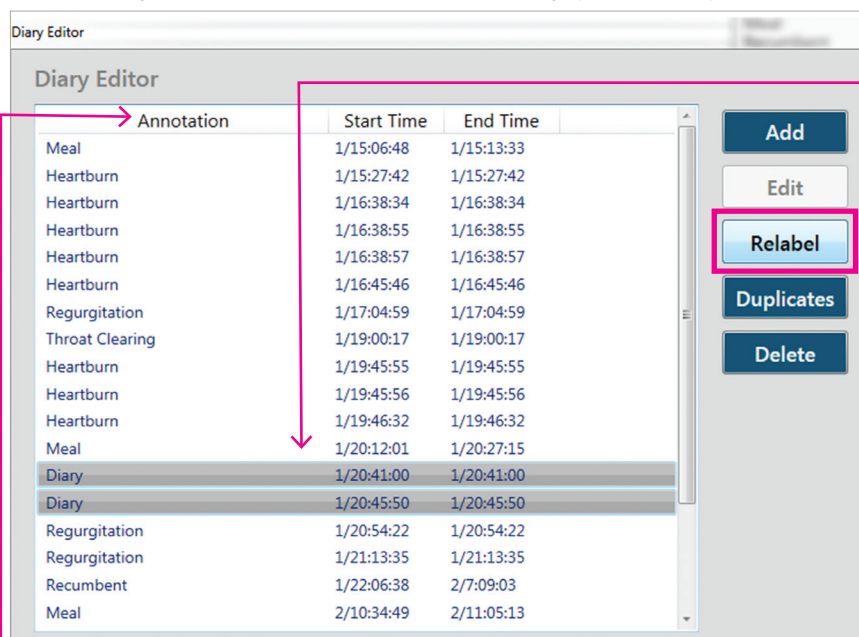 Diary Editor
Diary Editor
Annotation Start Time End Time
Meal 1/15:06:48 1/15:13:33
Heartburn 1/15:27:42 1/15:27:42
Heartburn 1/16:38:34 1/16:38:34
Heartburn 1/16:38:55 1/16:38:55
Heartburn 1/16:38:57 1/16:38:57
Heartburn 1/16:45:46 1/16:45:46
Regurgitation 1/17:04:59 1/17:04:59
Throat Clearing 1/19:00:17 1/19:00:17
Heartburn 1/19:45:55 1/19:45:55
Heartburn 1/19:45:56 1/19:45:56
Heartburn 1/19:46:32 1/19:46:32
Meal 1/20:12:01 1/20:27:15
Diary 1/20:41:00 1/20:41:00
Diary 1/20:45:50 1/20:45:50
Regurgitation 1/20:54:22 1/20:54:22
Regurgitation 1/21:13:35 1/21:13:35
Recumbent 1/22:06:38 2/7:09:03
Meal 2/10:34:49 2/11:05:13
Add
Edit
Relabel
Duplicates
Delete